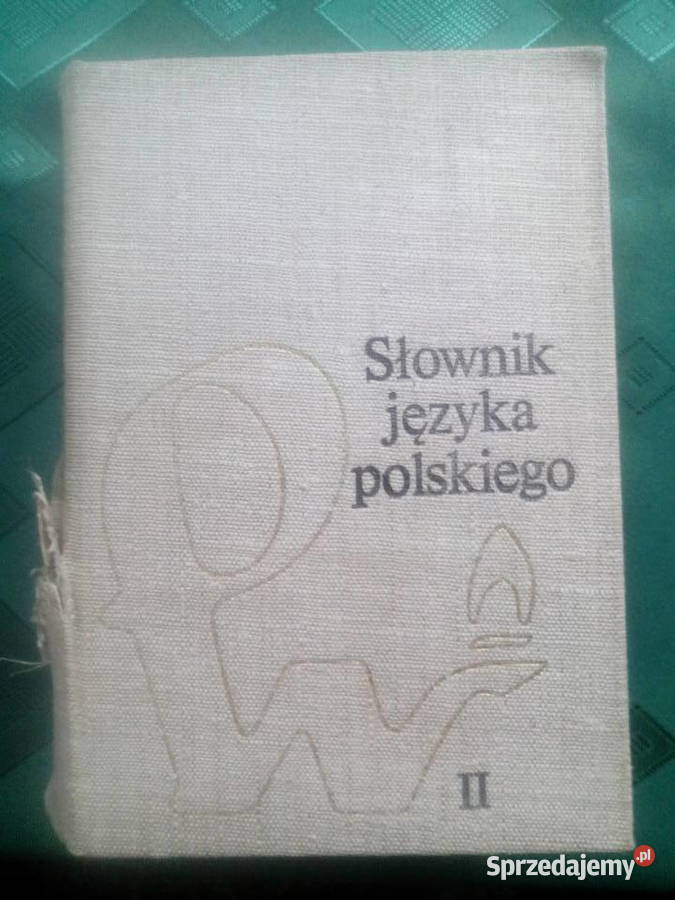 Słownik
języka
polskiego
II
Sprzedajemy.pl